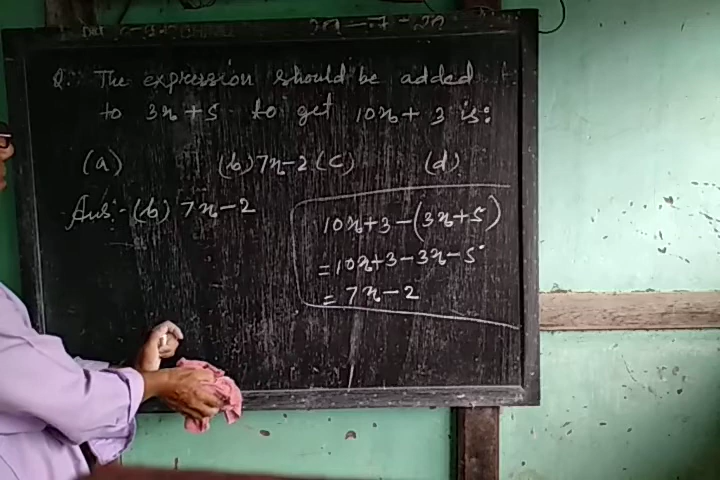 Q. The expression should be added
to 3x + 5 to get 10x + 3 is:
(a) (b) 7x - 2 (c) (d)
Ans:- (b) 7x - 2
10x+3-(3x+5)
=10x+3-3x-5
= 7x-2